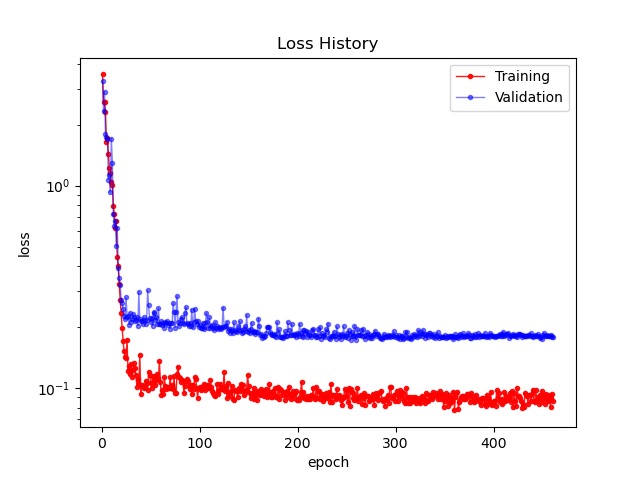 Loss History
Training
Validation
loss
10⁰
10⁻¹
0 100 200 300 400
epoch